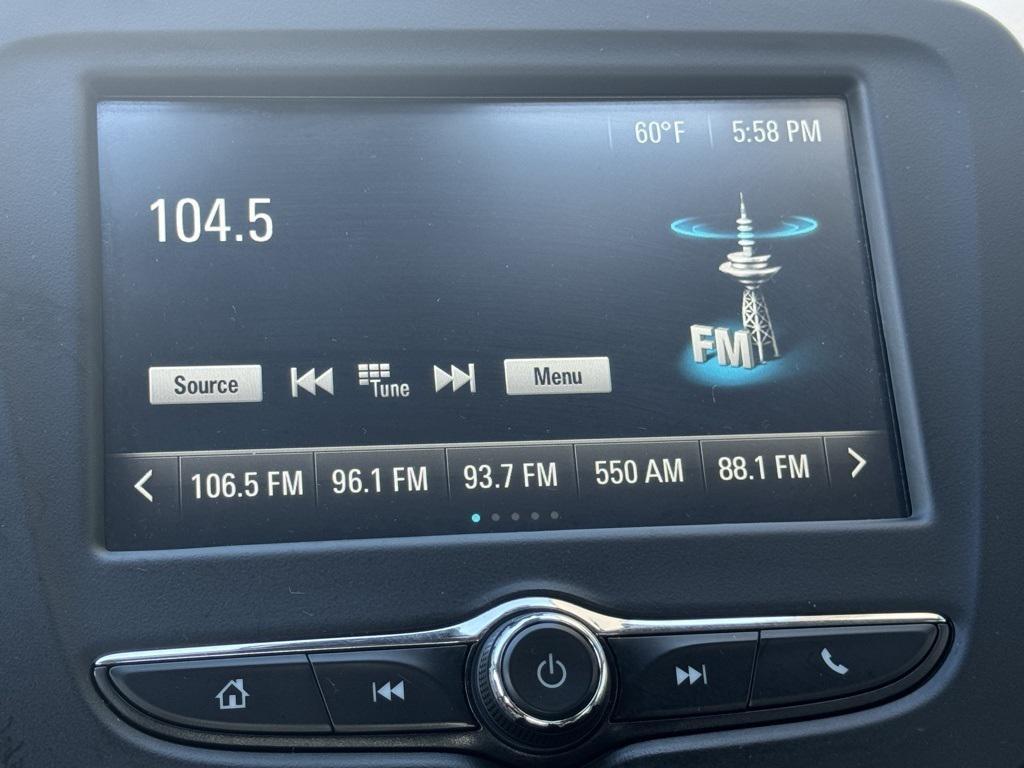 60°F 5:58 PM
104.5
FM
Source Tune Menu
106.5 FM 96.1 FM 93.7 FM 550 AM 88.1 FM